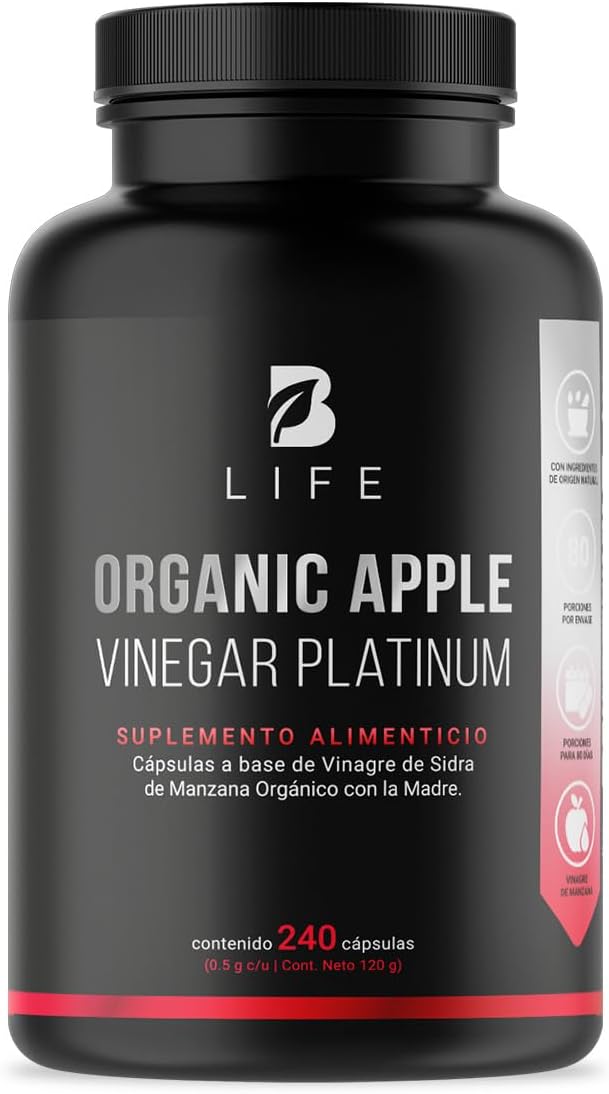 B
LIFE
ORGANIC APPLE
VINEGAR PLATINUM
SUPLEMENTO ALIMENTICIO
Cápsulas a base de Vinagre de Sidra
de Manzana Orgánico con la Madre.
contenido 240 cápsulas
(0.5 g c/u | Cont. Neto 120 g)
CON INGREDIENTES
DE ORIGEN NATURAL
80
PORCIONES
POR ENVASE
PORCIONES
PARA 80 DÍAS
VINAGRE
DE MANZANA